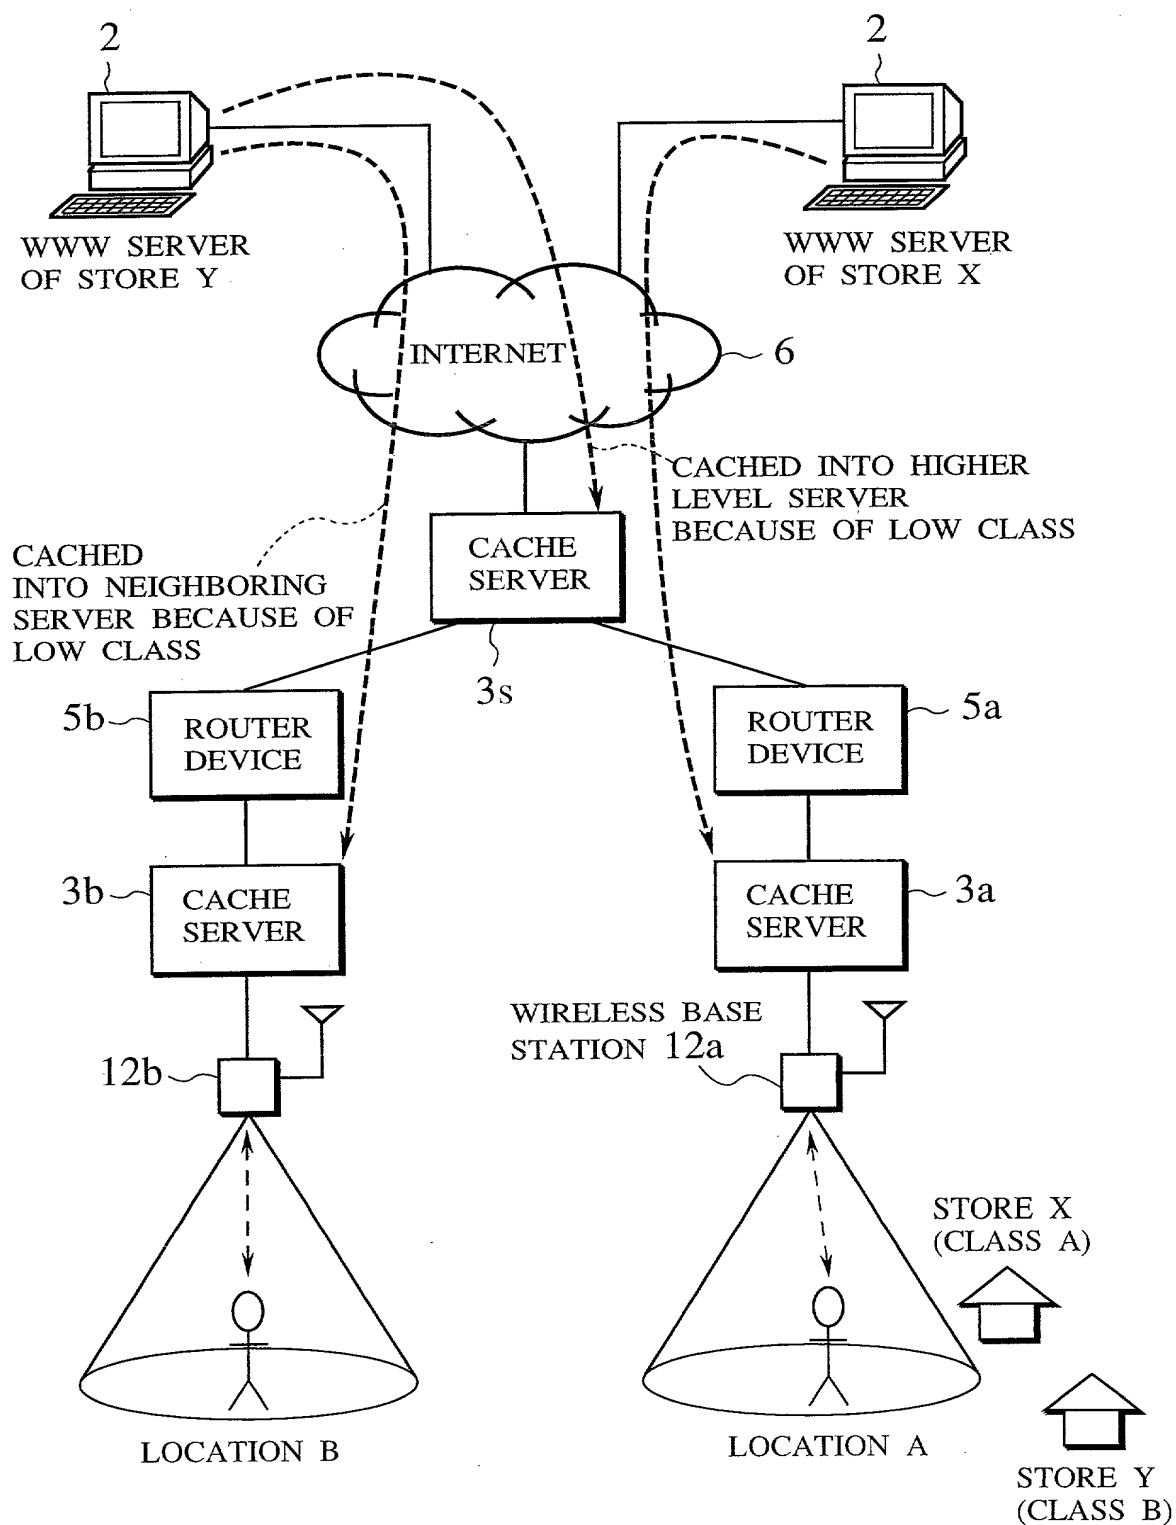 2
2
WWW SERVER
OF STORE Y
WWW SERVER
OF STORE X
INTERNET
6
CACHED INTO HIGHER
LEVEL SERVER
BECAUSE OF LOW CLASS
CACHE
SERVER
CACHED
INTO NEIGHBORING
SERVER BECAUSE OF
LOW CLASS
3s
5b
ROUTER
DEVICE
ROUTER
DEVICE
5a
3b
CACHE
SERVER
CACHE
SERVER
3a
WIRELESS BASE
STATION 12a
12b
STORE X
(CLASS A)
LOCATION B
LOCATION A
STORE Y
(CLASS B)